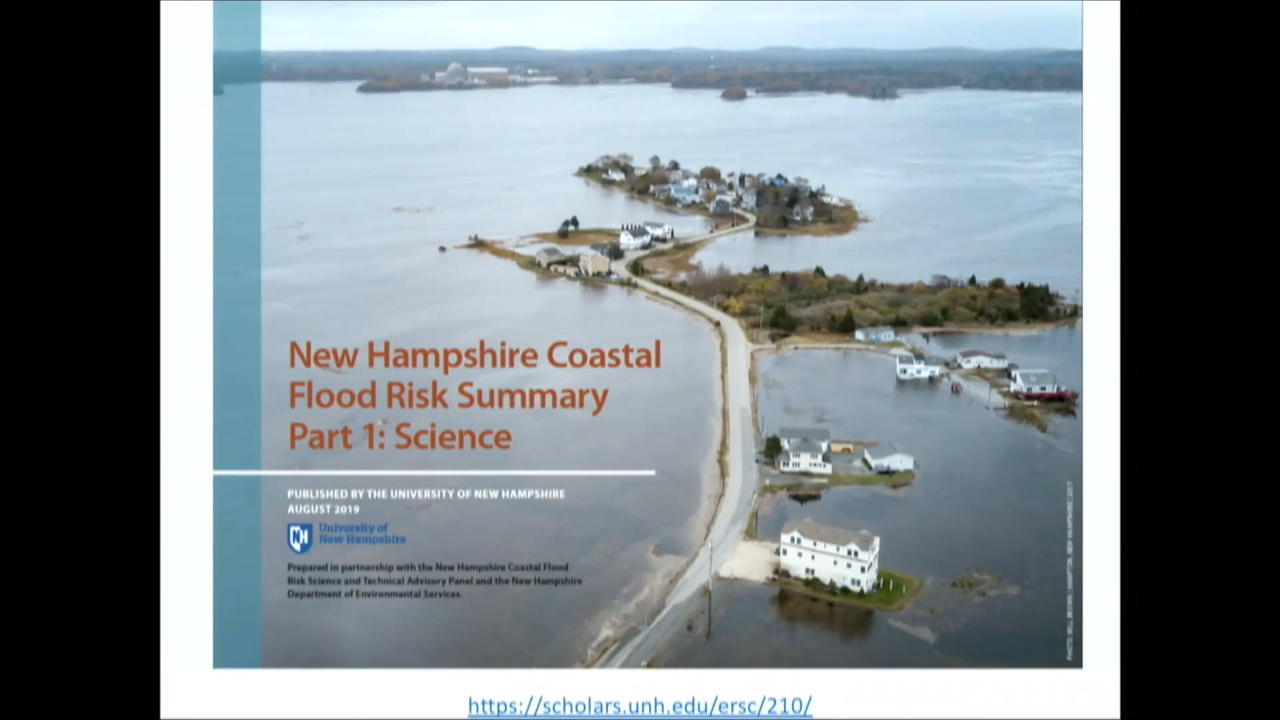 New Hampshire Coastal
Flood Risk Summary
Part 1: Science
PUBLISHED BY THE UNIVERSITY OF NEW HAMPSHIRE
AUGUST 2019
NH
University of
New Hampshire
Prepared in partnership with the New Hampshire Coastal Flood
Risk Science and Technical Advisory Panel and the New Hampshire
Department of Environmental Services.
https://scholars.unh.edu/ersc/210/